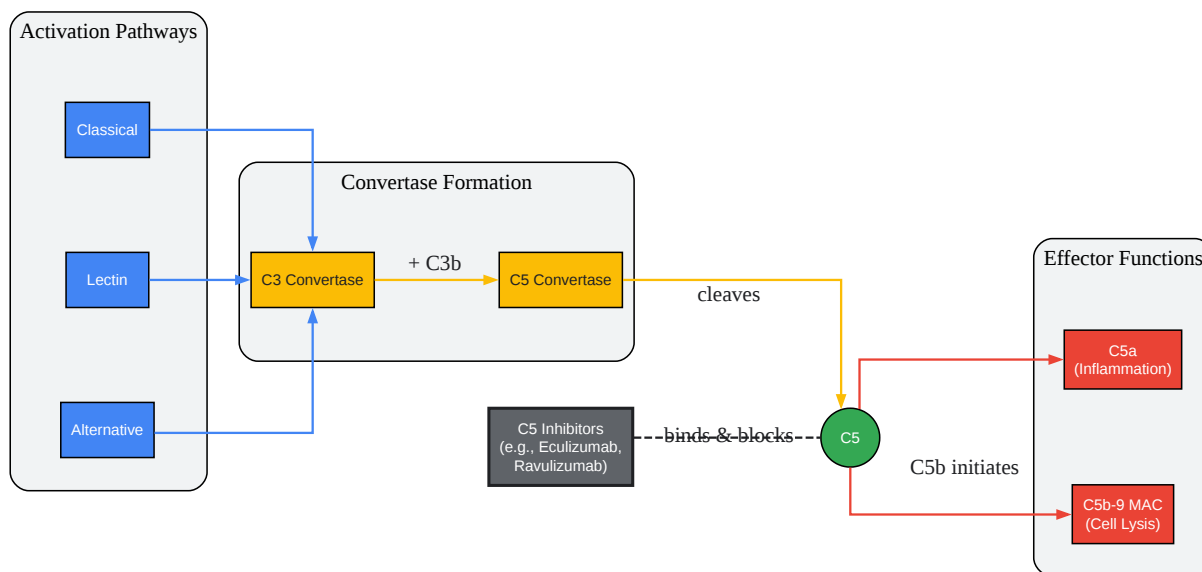 Activation Pathways
Classical
Lectin
Alternative
Convertase Formation
C3 Convertase
+ C3b
C5 Convertase
cleaves
C5 Inhibitors
(e.g., Eculizumab,
Ravulizumab)
binds & blocks
C5
C5b initiates
Effector Functions
C5a
(Inflammation)
C5b-9 MAC
(Cell Lysis)